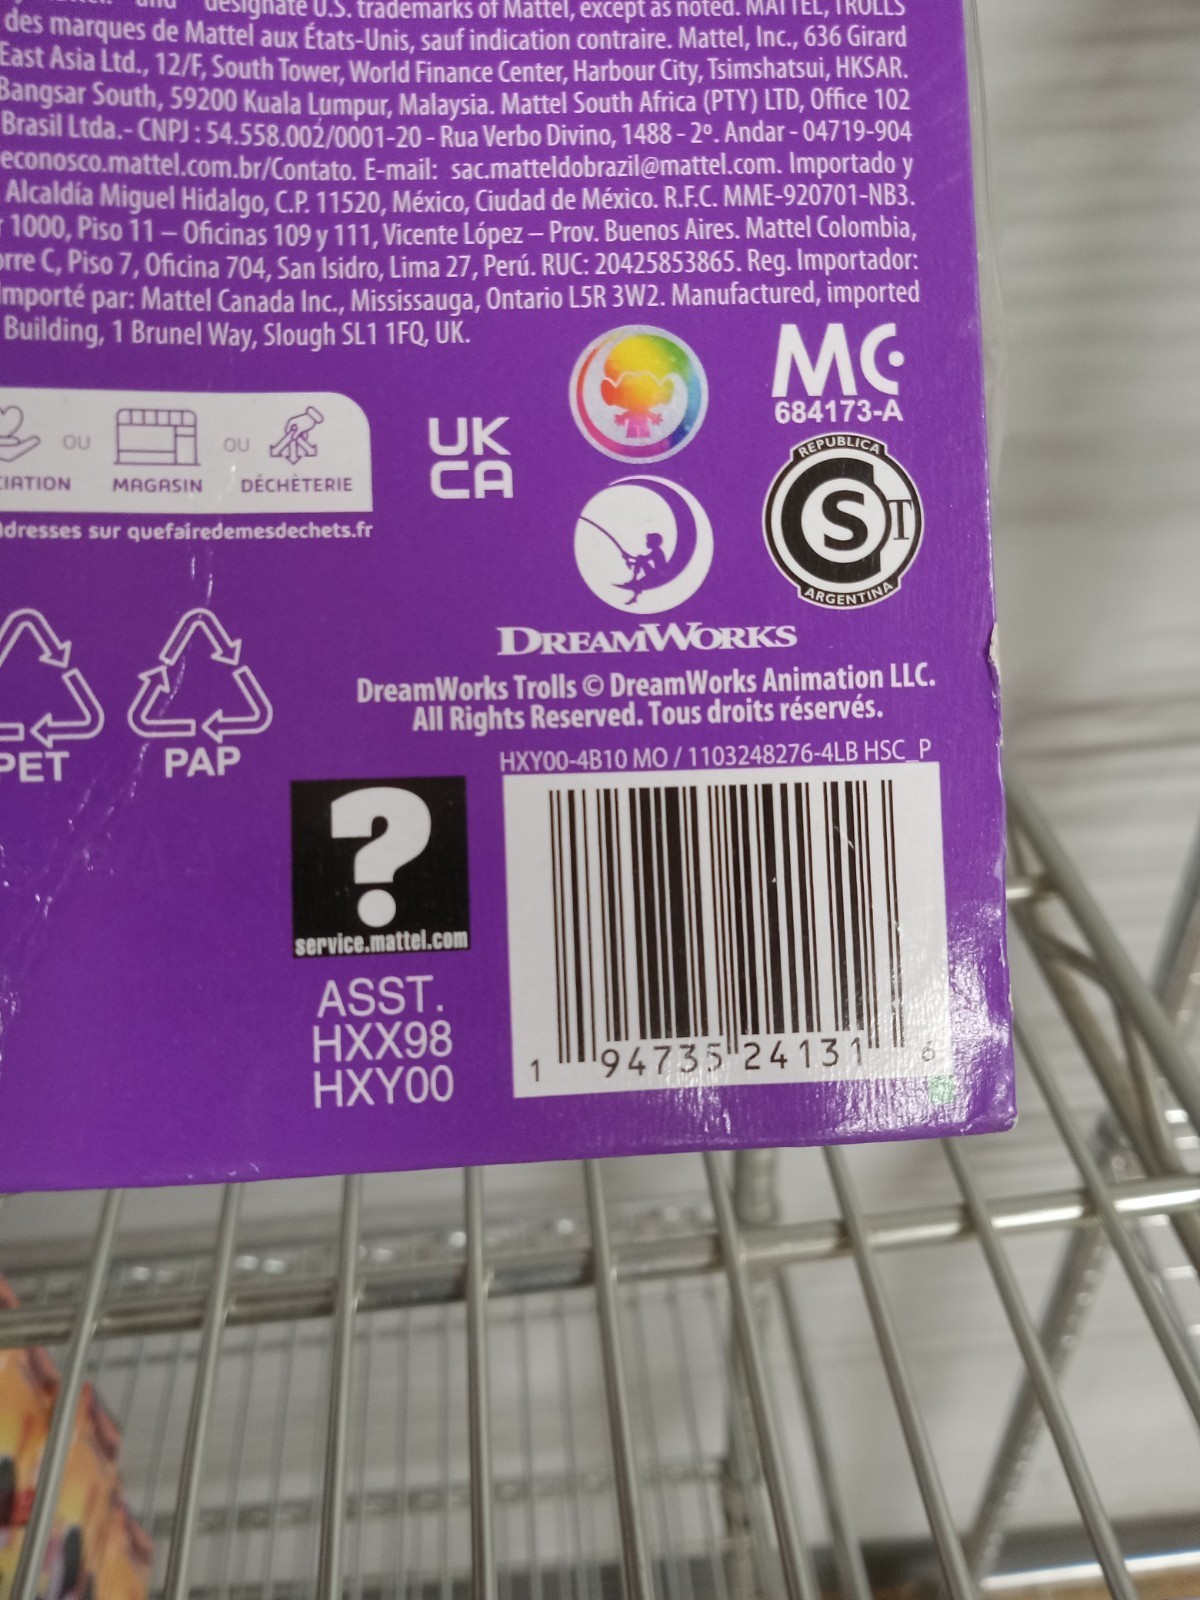 designate U.S. trademarks of Mattel, except as noted. MATTEL, TROLLS
des marques de Mattel aux États-Unis, sauf indication contraire. Mattel, Inc., 636 Girard
East Asia Ltd., 12/F, South Tower, World Finance Center, Harbour City, Tsimshatsui, HKSAR.
Bangsar South, 59200 Kuala Lumpur, Malaysia. Mattel South Africa (PTY) LTD, Office 102
Brasil Ltda.- CNPJ : 54.558.002/0001-20 - Rua Verbo Divino, 1488 - 2º. Andar - 04719-904
econosco.mattel.com.br/Contato. E-mail: sac.matteldobrazil@mattel.com. Importado y
Alcaldía Miguel Hidalgo, C.P. 11520, México, Ciudad de México. R.F.C. MME-920701-NB3.
1000, Piso 11 – Oficinas 109 y 111, Vicente López – Prov. Buenos Aires. Mattel Colombia,
orre C, Piso 7, Oficina 704, San Isidro, Lima 27, Perú. RUC: 20425853865. Reg. Importador:
Importé par: Mattel Canada Inc., Mississauga, Ontario L5R 3W2. Manufactured, imported
Building, 1 Brunel Way, Slough SL1 1FQ, UK.
MC
684173-A
OU
OU
CIATION MAGASIN DÉCHÈTERIE
UK
CA
REPUBLICA
S T
ARGENTINA
dresses sur quefairedemesdechets.fr
DREAMWORKS
PET
PAP
DreamWorks Trolls © DreamWorks Animation LLC.
All Rights Reserved. Tous droits réservés.
HXY00-4B10 MO / 1103248276-4LB HSC_P
?
service.mattel.com
ASST.
HXX98
HXY00
1 94735 24131 6